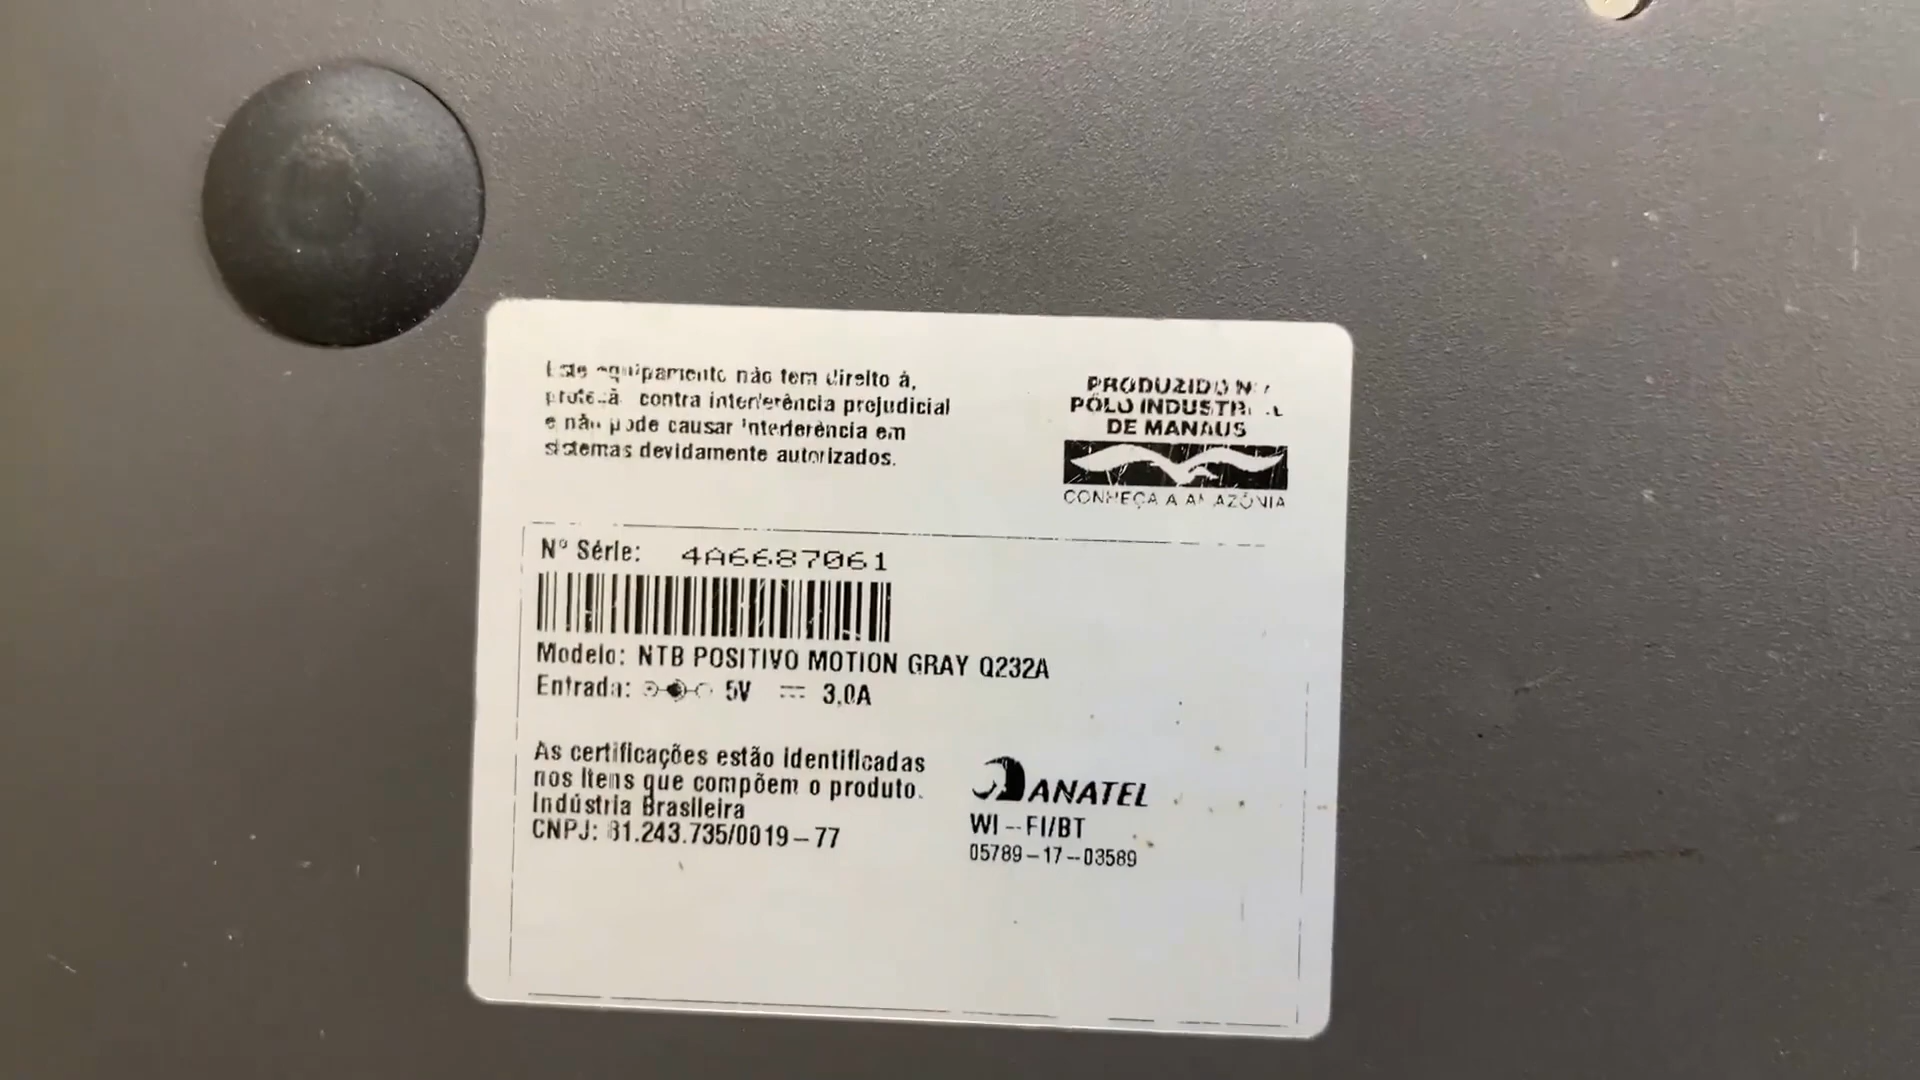 Este equipamento não tem direito à,
proteçã contra interferência prejudicial
e não pode causar interferência em
sistemas devidamente autorizados.
PRODUZIDO NO
PÓLO INDUSTRIAL
DE MANAUS
CONHEÇA A AMAZÔNIA
Nº Série: 4A6687061
Modelo: NTB POSITIVO MOTION GRAY Q232A
Entrada: 5V ⎓ 3,0A
As certificações estão identificadas
nos itens que compõem o produto.
Indústria Brasileira
CNPJ: 81.243.735/0019-77
ANATEL
WI-FI/BT
05789-17-03589